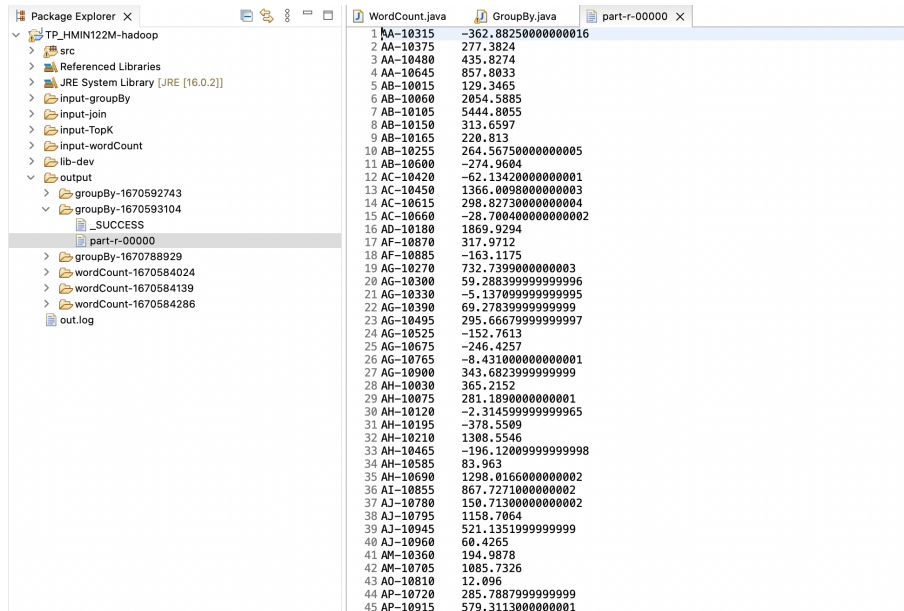 Package Explorer
TP_HMIN122M-hadoop
src
Referenced Libraries
JRE System Library [JRE [16.0.2]]
input-groupBy
input-join
input-TopK
input-wordCount
lib-dev
output
groupBy-1670592743
groupBy-1670593104
_SUCCESS
part-r-00000
groupBy-1670788929
wordCount-1670584024
wordCount-1670584139
wordCount-1670584286
out.log
WordCount.java GroupBy.java part-r-00000
1 AA-10315 -362.88250000000016
2 AA-10375 277.3824
3 AA-10480 435.8274
4 AA-10645 857.8033
5 AB-10015 129.3465
6 AB-10060 2054.5885
7 AB-10105 5444.8055
8 AB-10150 313.6597
9 AB-10165 220.813
10 AB-10255 264.56750000000005
11 AB-10600 -274.9604
12 AC-10420 -62.13420000000001
13 AC-10450 1366.0098000000003
14 AC-10615 298.82730000000004
15 AC-10660 -28.700400000000002
16 AD-10180 1869.9294
17 AF-10870 317.9712
18 AF-10885 -163.1175
19 AG-10270 732.7399000000003
20 AG-10300 59.288399999999996
21 AG-10330 -5.137099999999995
22 AG-10390 69.27839999999999
23 AG-10495 295.66679999999997
24 AG-10525 -152.7613
25 AG-10675 -246.4257
26 AG-10765 -8.431000000000001
27 AG-10900 343.6823999999999
28 AH-10030 365.2152
29 AH-10075 281.1890000000001
30 AH-10120 -2.314599999999965
31 AH-10195 -378.5509
32 AH-10210 1308.5546
33 AH-10465 -196.12009999999998
34 AH-10585 83.963
35 AH-10690 1298.0166000000002
36 AI-10855 867.7271000000002
37 AJ-10780 150.71300000000002
38 AJ-10795 1158.7064
39 AJ-10945 521.1351999999999
40 AJ-10960 60.4265
41 AM-10360 194.9878
42 AM-10705 1085.7326
43 AO-10810 12.096
44 AP-10720 285.7887999999999
45 AP-10915 579.3113000000001